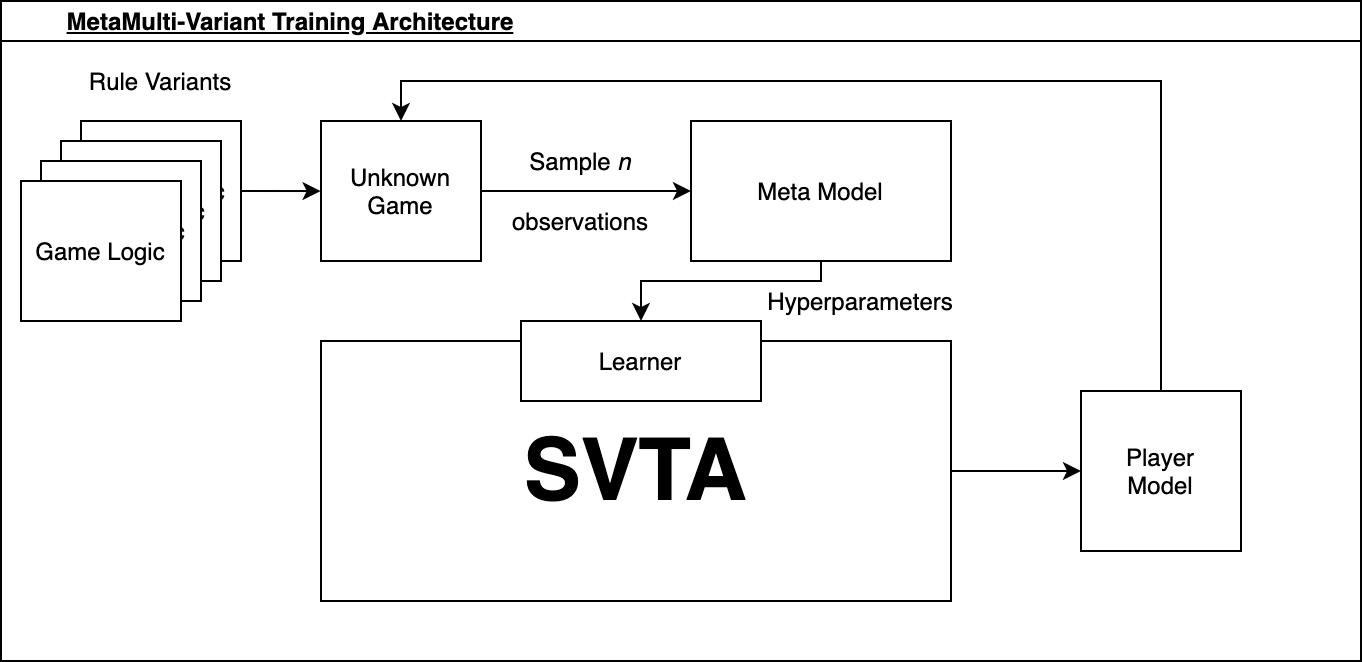 MetaMulti-Variant Training Architecture
Rule Variants
Game Logic
Unknown
Game
Sample n
observations
Meta Model
Hyperparameters
Learner
SVTA
Player
Model